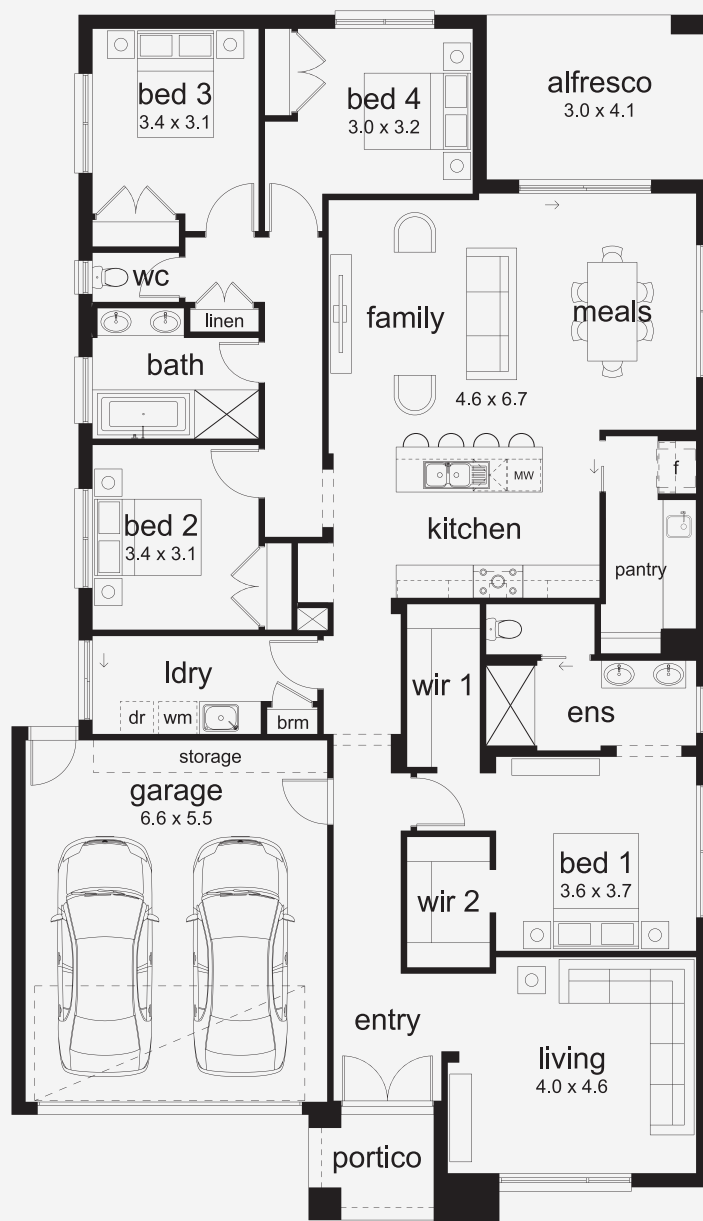 bed 3
3.4 x 3.1
bed 4
3.0 x 3.2
alfresco
3.0 x 4.1
wc
linen
family
meals
4.6 x 6.7
bath
MW
f
kitchen
bed 2
3.4 x 3.1
pantry
ldry
wir 1
ens
dr
wm
brm
storage
garage
6.6 x 5.5
bed 1
3.6 x 3.7
wir 2
entry
living
4.0 x 4.6
portico